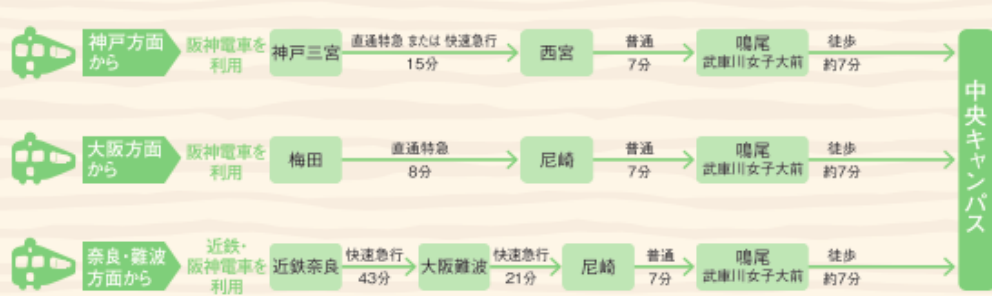 神戸方面
から
阪神電車を
利用
神戸三宮
直通特急 または 快速急行
15分
西宮
普通
7分
鳴尾
武庫川女子大前
徒歩
約7分
大阪方面
から
阪神電車を
利用
梅田
直通特急
8分
尼崎
普通
7分
鳴尾
武庫川女子大前
徒歩
約7分
奈良・難波
方面から
近鉄・
阪神電車を
利用
近鉄奈良
快速急行
43分
大阪難波
快速急行
21分
尼崎
普通
7分
鳴尾
武庫川女子大前
徒歩
約7分
中央キャンパス